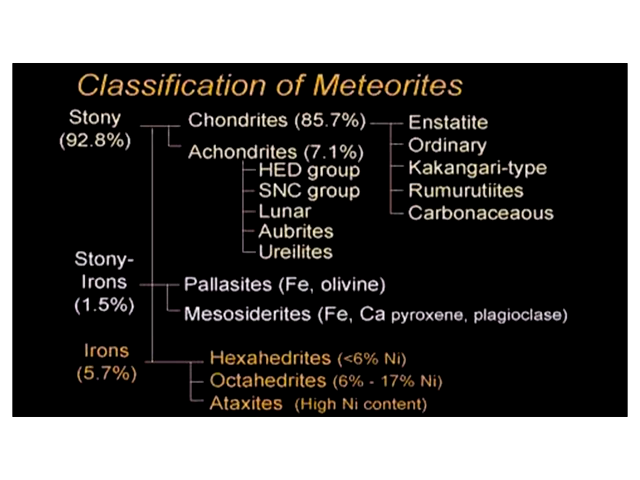 Classification of Meteorites
Stony
(92.8%)
Chondrites (85.7%)
Enstatite
Ordinary
Kakangari-type
Rumurutiites
Carbonaceaous
Achondrites (7.1%)
HED group
SNC group
Lunar
Aubrites
Ureilites
Stony-
Irons
(1.5%)
Pallasites (Fe, olivine)
Mesosiderites (Fe, Ca pyroxene, plagioclase)
Irons
(5.7%)
Hexahedrites (<6% Ni)
Octahedrites (6% - 17% Ni)
Ataxites (High Ni content)